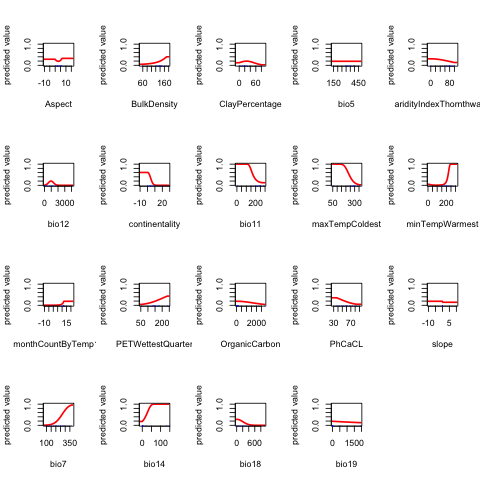 predicted value 0.0 1.0 -10 10 Aspect
predicted value 0.0 1.0 60 160 BulkDensity
predicted value 0.0 1.0 0 60 ClayPercentage
predicted value 0.0 1.0 150 450 bio5
predicted value 0.0 1.0 0 80 aridityIndexThornthwa
predicted value 0.0 1.0 0 3000 bio12
predicted value 0.0 1.0 -10 20 continentality
predicted value 0.0 1.0 0 200 bio11
predicted value 0.0 1.0 50 300 maxTempColdest
predicted value 0.0 1.0 0 200 minTempWarmest
predicted value 0.0 1.0 -10 15 monthCountByTemp
predicted value 0.0 1.0 50 200 PETWettestQuarter
predicted value 0.0 1.0 0 2000 OrganicCarbon
predicted value 0.0 1.0 30 70 PhCaCL
predicted value 0.0 1.0 -10 5 slope
predicted value 0.0 1.0 100 350 bio7
predicted value 0.0 1.0 0 100 bio14
predicted value 0.0 1.0 0 600 bio18
predicted value 0.0 1.0 0 1500 bio19